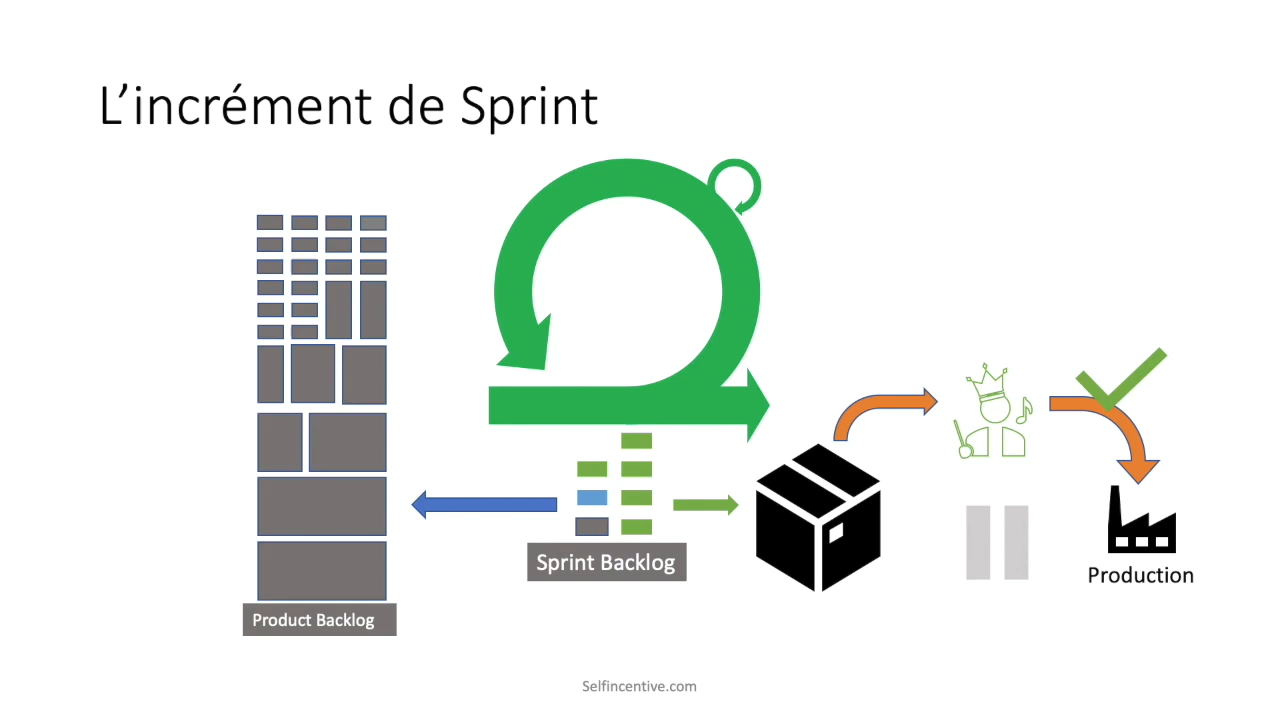 L’incrément de Sprint
Sprint Backlog
Production
Product Backlog
Selfincentive.com